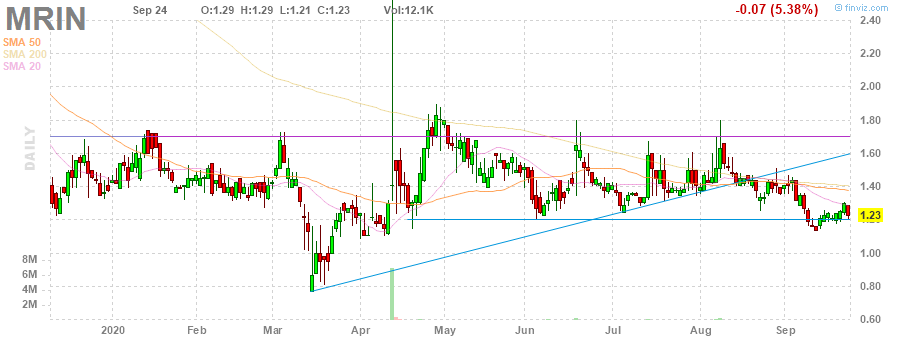 MRIN Sep 24 O:1.29 H:1.29 L:1.21 C:1.23 Vol:12.1K -0.07 (5.38%) @ finviz.com
SMA 50
SMA 200
SMA 20
DAILY
2.40
2.20
2.00
1.80
1.60
1.40
1.23
1.00
0.80
0.60
8M
6M
4M
2M
2020 Feb Mar Apr May Jun Jul Aug Sep